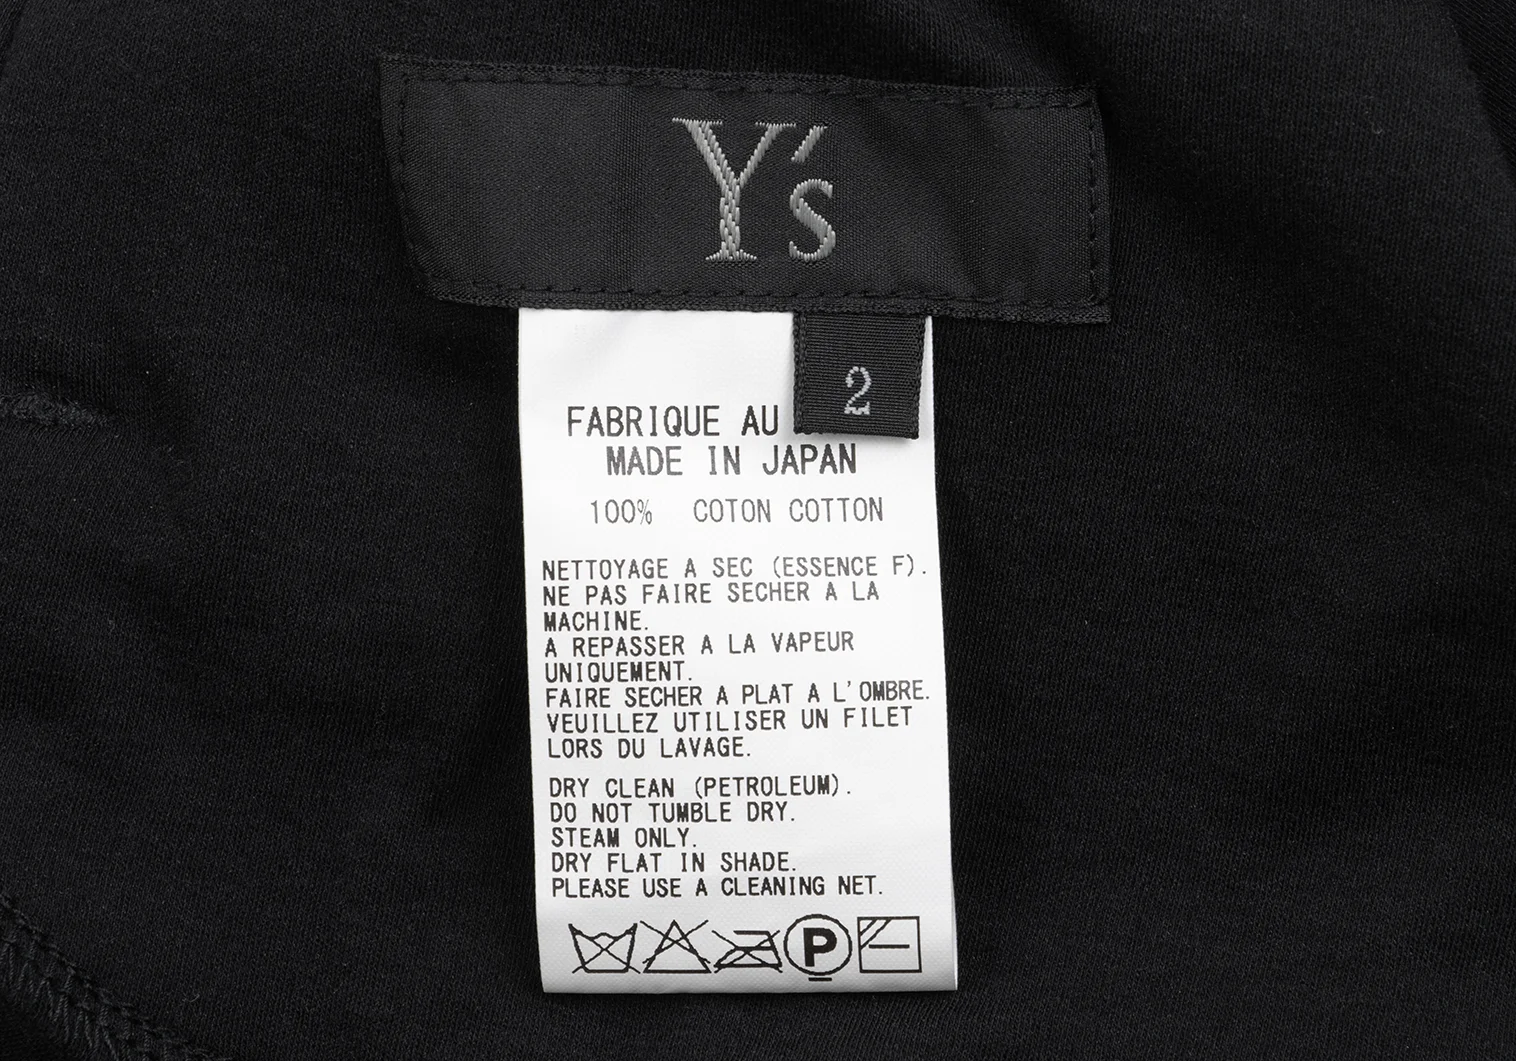 Y's
2
FABRIQUE AU
MADE IN JAPAN
100% COTON COTTON
NETTOYAGE A SEC (ESSENCE F).
NE PAS FAIRE SECHER A LA
MACHINE.
A REPASSER A LA VAPEUR
UNIQUEMENT.
FAIRE SECHER A PLAT A L'OMBRE.
VEUILLEZ UTILISER UN FILET
LORS DU LAVAGE.
DRY CLEAN (PETROLEUM).
DO NOT TUMBLE DRY.
STEAM ONLY.
DRY FLAT IN SHADE.
PLEASE USE A CLEANING NET.
P